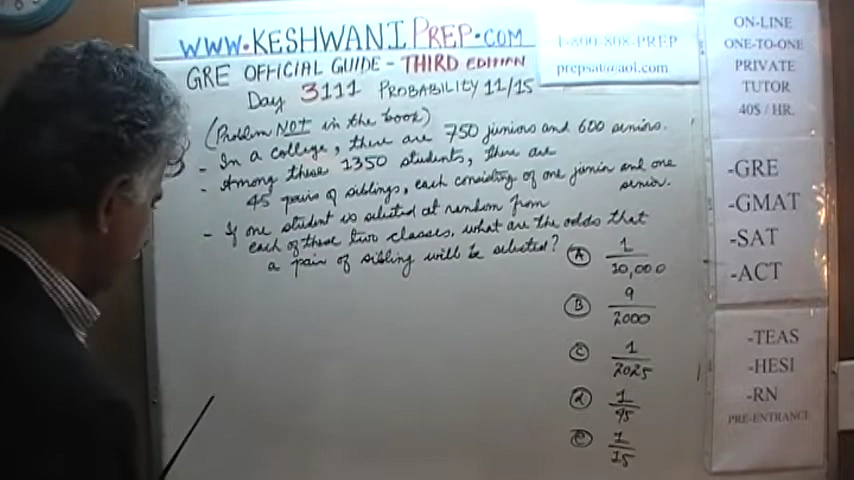 WWW.KESHWANIPREP.COM
GRE OFFICIAL GUIDE - THIRD EDITION
Day 3111 PROBABILITY 11/15
(Problem NOT in the book)
- In a college, there are 750 juniors and 600 seniors.
- Among these 1350 students, there are
45 pairs of siblings, each consisting of one junior and one
senior.
- If one student is selected at random from
each of these two classes, what are the odds that
a pair of sibling will be selected?
A 1/10,000
B 9/2000
C 1/2025
d 1/45
e 1/15
1-800-808-PREP
prepsat@aol.com
ON-LINE
ONE-TO-ONE
PRIVATE
TUTOR
40$ / HR.
-GRE
-GMAT
-SAT
-ACT
-TEAS
-HESI
-RN
PRE-ENTRANCE